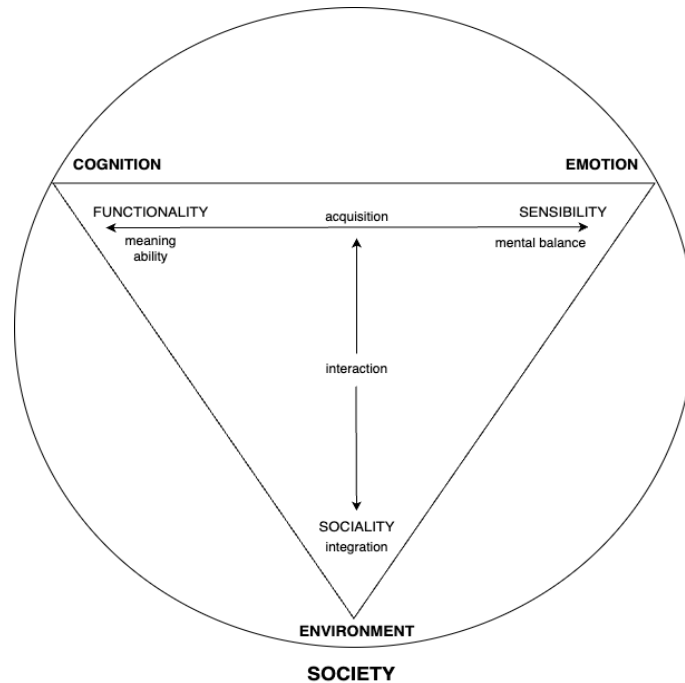 COGNITION
EMOTION
FUNCTIONALITY
acquisition
SENSIBILITY
meaning
ability
mental balance
interaction
SOCIALITY
integration
ENVIRONMENT
SOCIETY